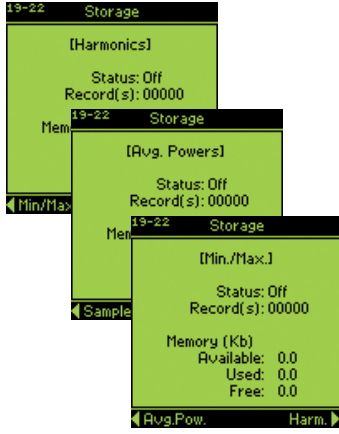 19-22 Storage
[Harmonics]
Status: Off
Record(s): 00000
Mem
Min/Max
19-22 Storage
[Avg. Powers]
Status: Off
Record(s): 00000
Mem
Sample
19-22 Storage
[Min./Max.]
Status: Off
Record(s): 00000
Memory (Kb)
Available: 0.0
Used: 0.0
Free: 0.0
Avg.Pow. Harm.